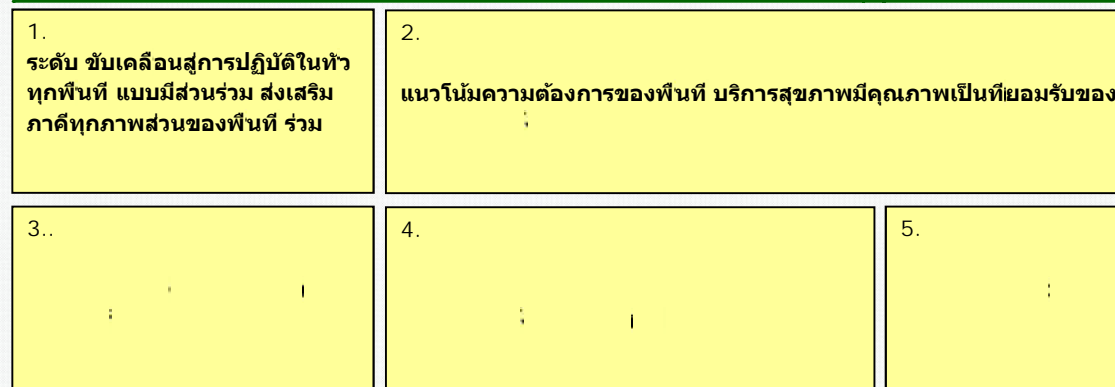 1.
ระดับ ขับเคลื่อนสู่การปฏิบัติในทั่ว
ทุกพื้นที่ แบบมีส่วนร่วม ส่งเสริม
ภาคีทุกภาพส่วนของพื้นที่ ร่วม
2.
แนวโน้มความต้องการของพื้นที่ บริการสุขภาพมีคุณภาพเป็นที่ยอมรับของ
3..
4.
5.